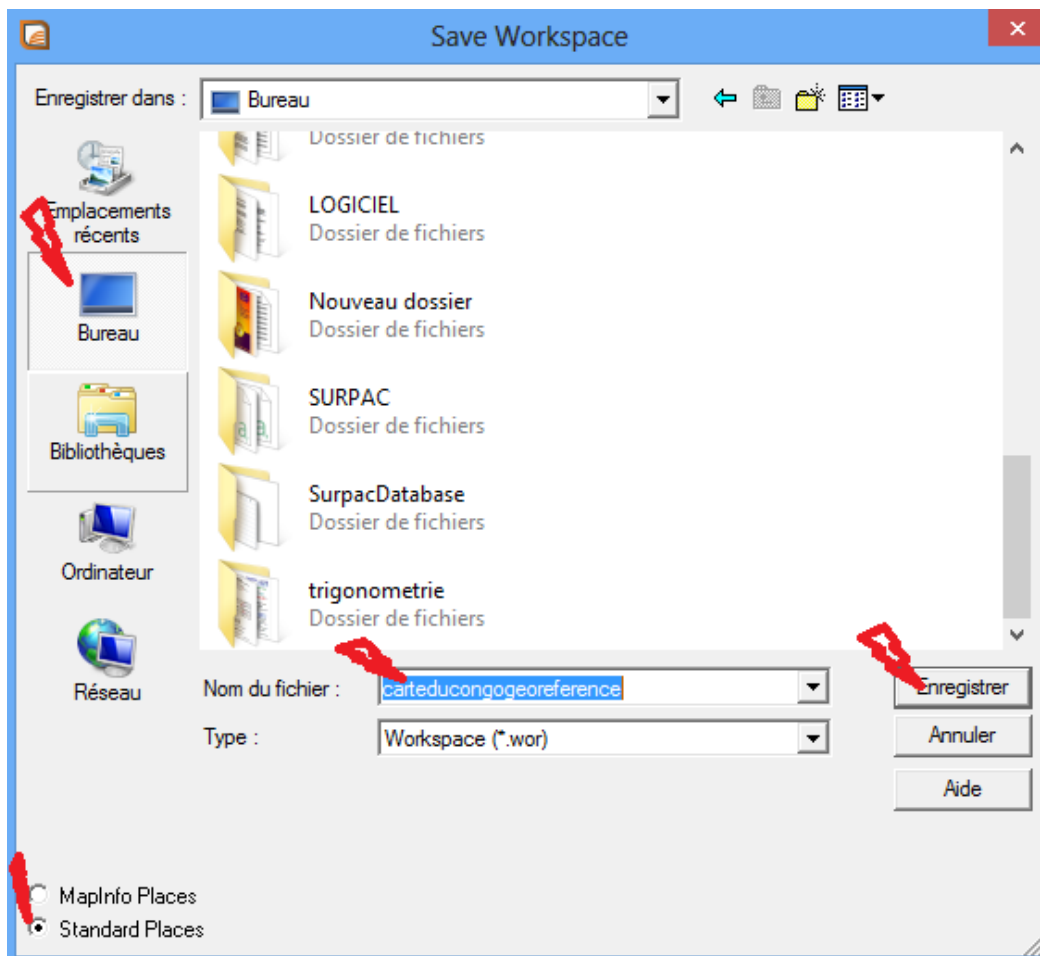 Save Workspace
Enregistrer dans :
Bureau
Emplacements
récents
Bureau
Bibliothèques
Ordinateur
Réseau
Dossier de fichiers
LOGICIEL
Dossier de fichiers
Nouveau dossier
Dossier de fichiers
SURPAC
Dossier de fichiers
SurpacDatabase
Dossier de fichiers
trigonometrie
Dossier de fichiers
Nom du fichier :
carteducongogeoreference
Enregistrer
Type :
Workspace (*.wor)
Annuler
Aide
MapInfo Places
Standard Places